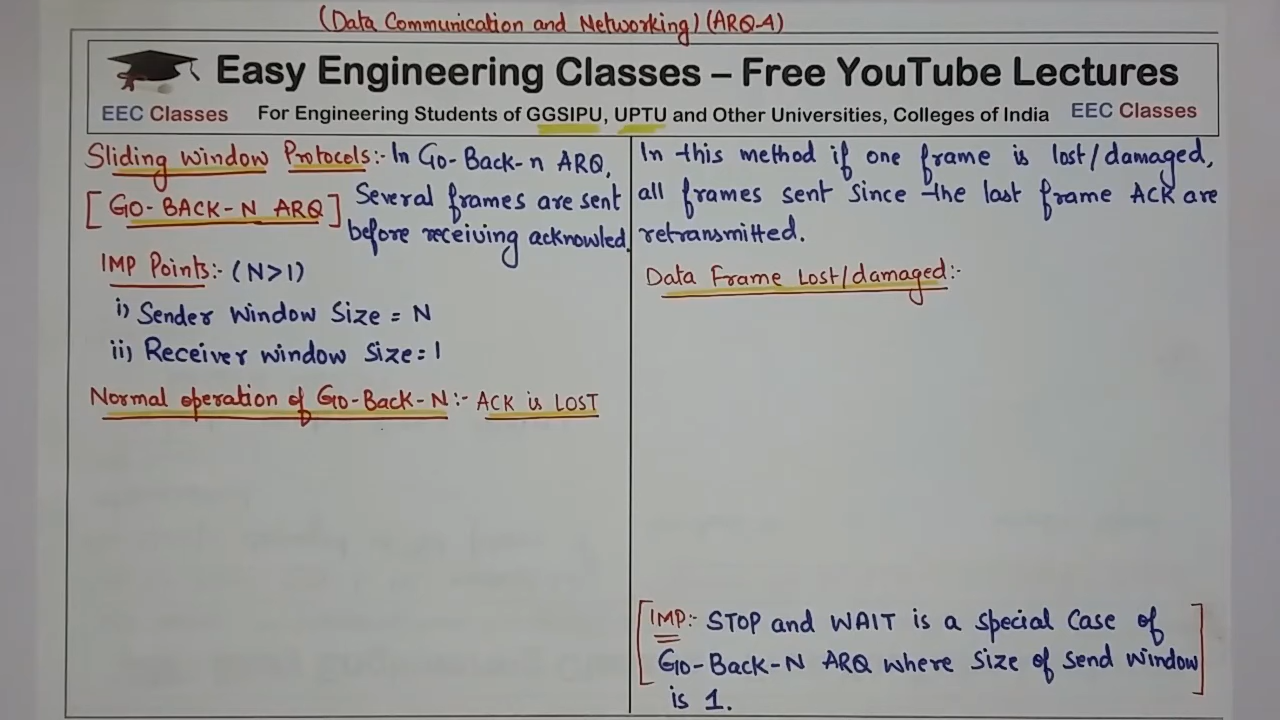 (Data Communication and Networking) (ARQ-4)
Easy Engineering Classes – Free YouTube Lectures
EEC Classes For Engineering Students of GGSIPU, UPTU and Other Universities, Colleges of India EEC Classes
Sliding Window Protocols:- In Go-Back-n ARQ,
[GO-BACK-N ARQ] Several frames are sent
before receiving acknowled.
IMP Points:- (N>1)
i) Sender Window Size = N
ii) Receiver window Size = 1
Normal operation of Go-Back-N:- ACK is LOST
In this method if one frame is lost/damaged,
all frames sent since the last frame ACK are
retransmitted.
Data Frame Lost/damaged:-
[IMP:- STOP and WAIT is a special case of
Go-Back-N ARQ where size of send window
is 1.]